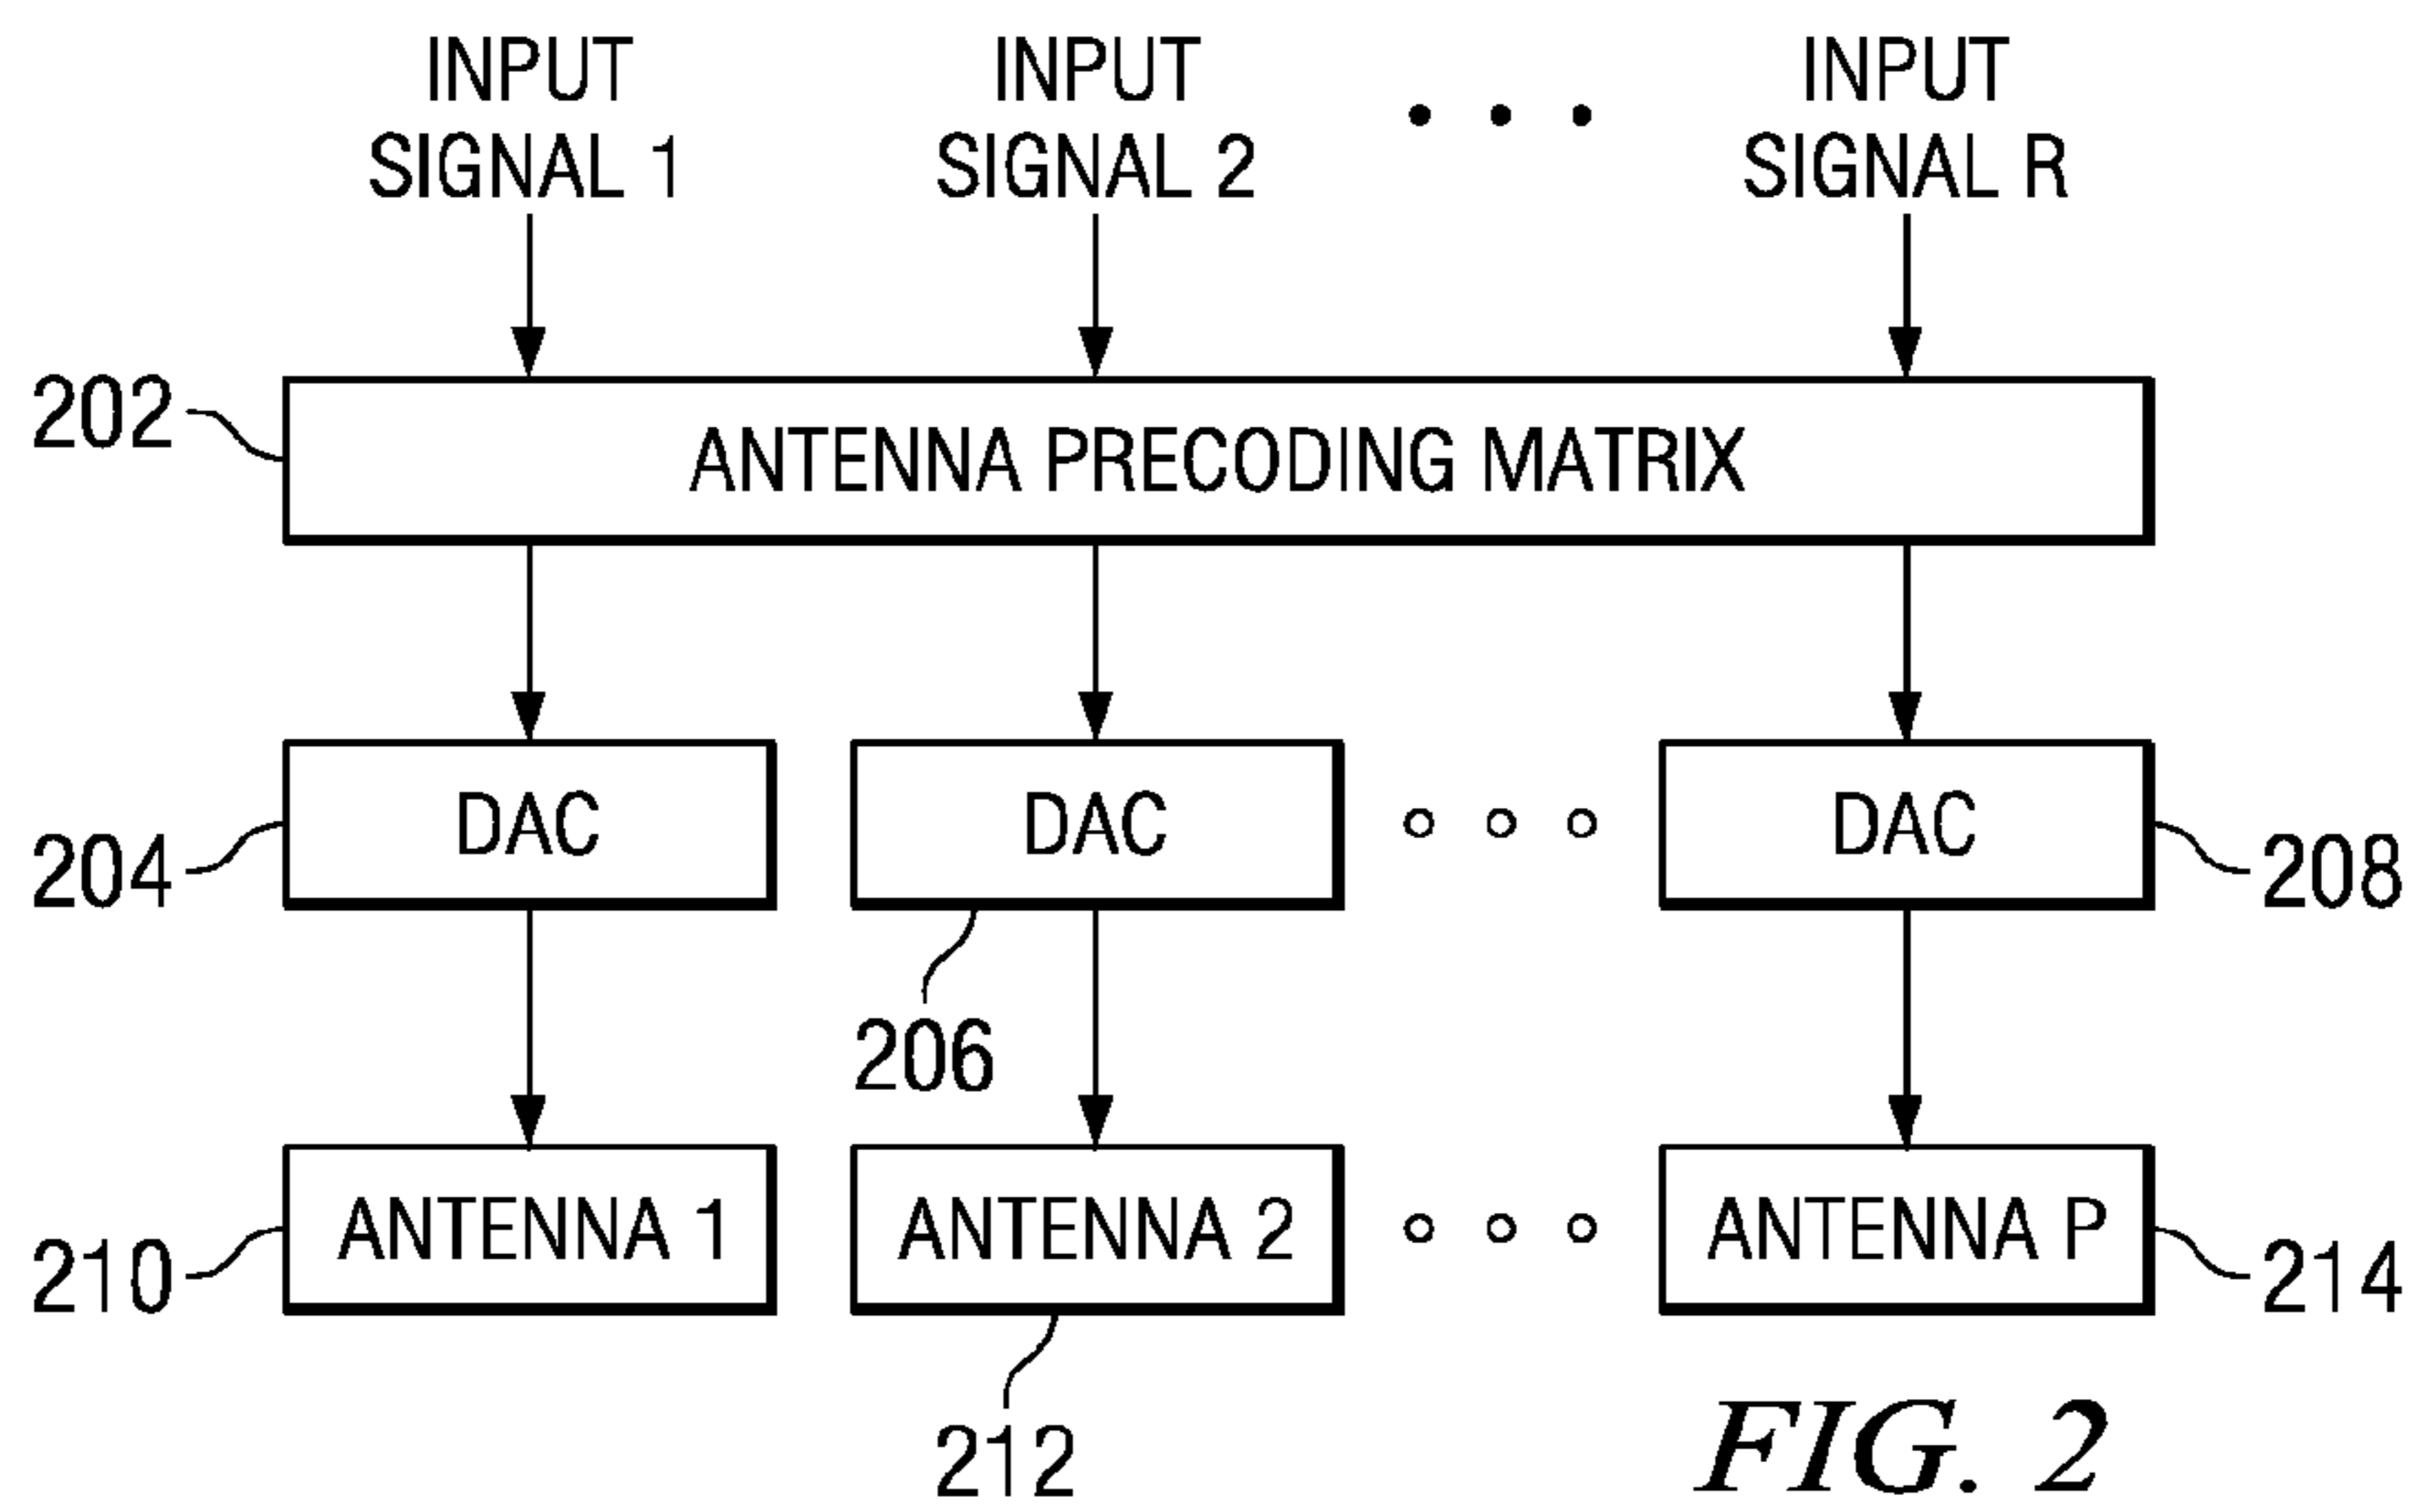 INPUT
SIGNAL 1
INPUT
SIGNAL 2
INPUT
SIGNAL R
202
ANTENNA PRECODING MATRIX
204
DAC
DAC
DAC
208
206
210
ANTENNA 1
ANTENNA 2
ANTENNA P
214
212
FIG. 2